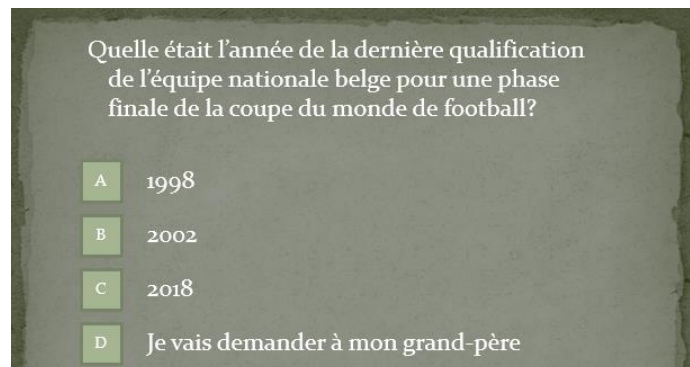 Quelle était l’année de la dernière qualification
de l’équipe nationale belge pour une phase
finale de la coupe du monde de football?
A 1998
B 2002
C 2018
D Je vais demander à mon grand-père